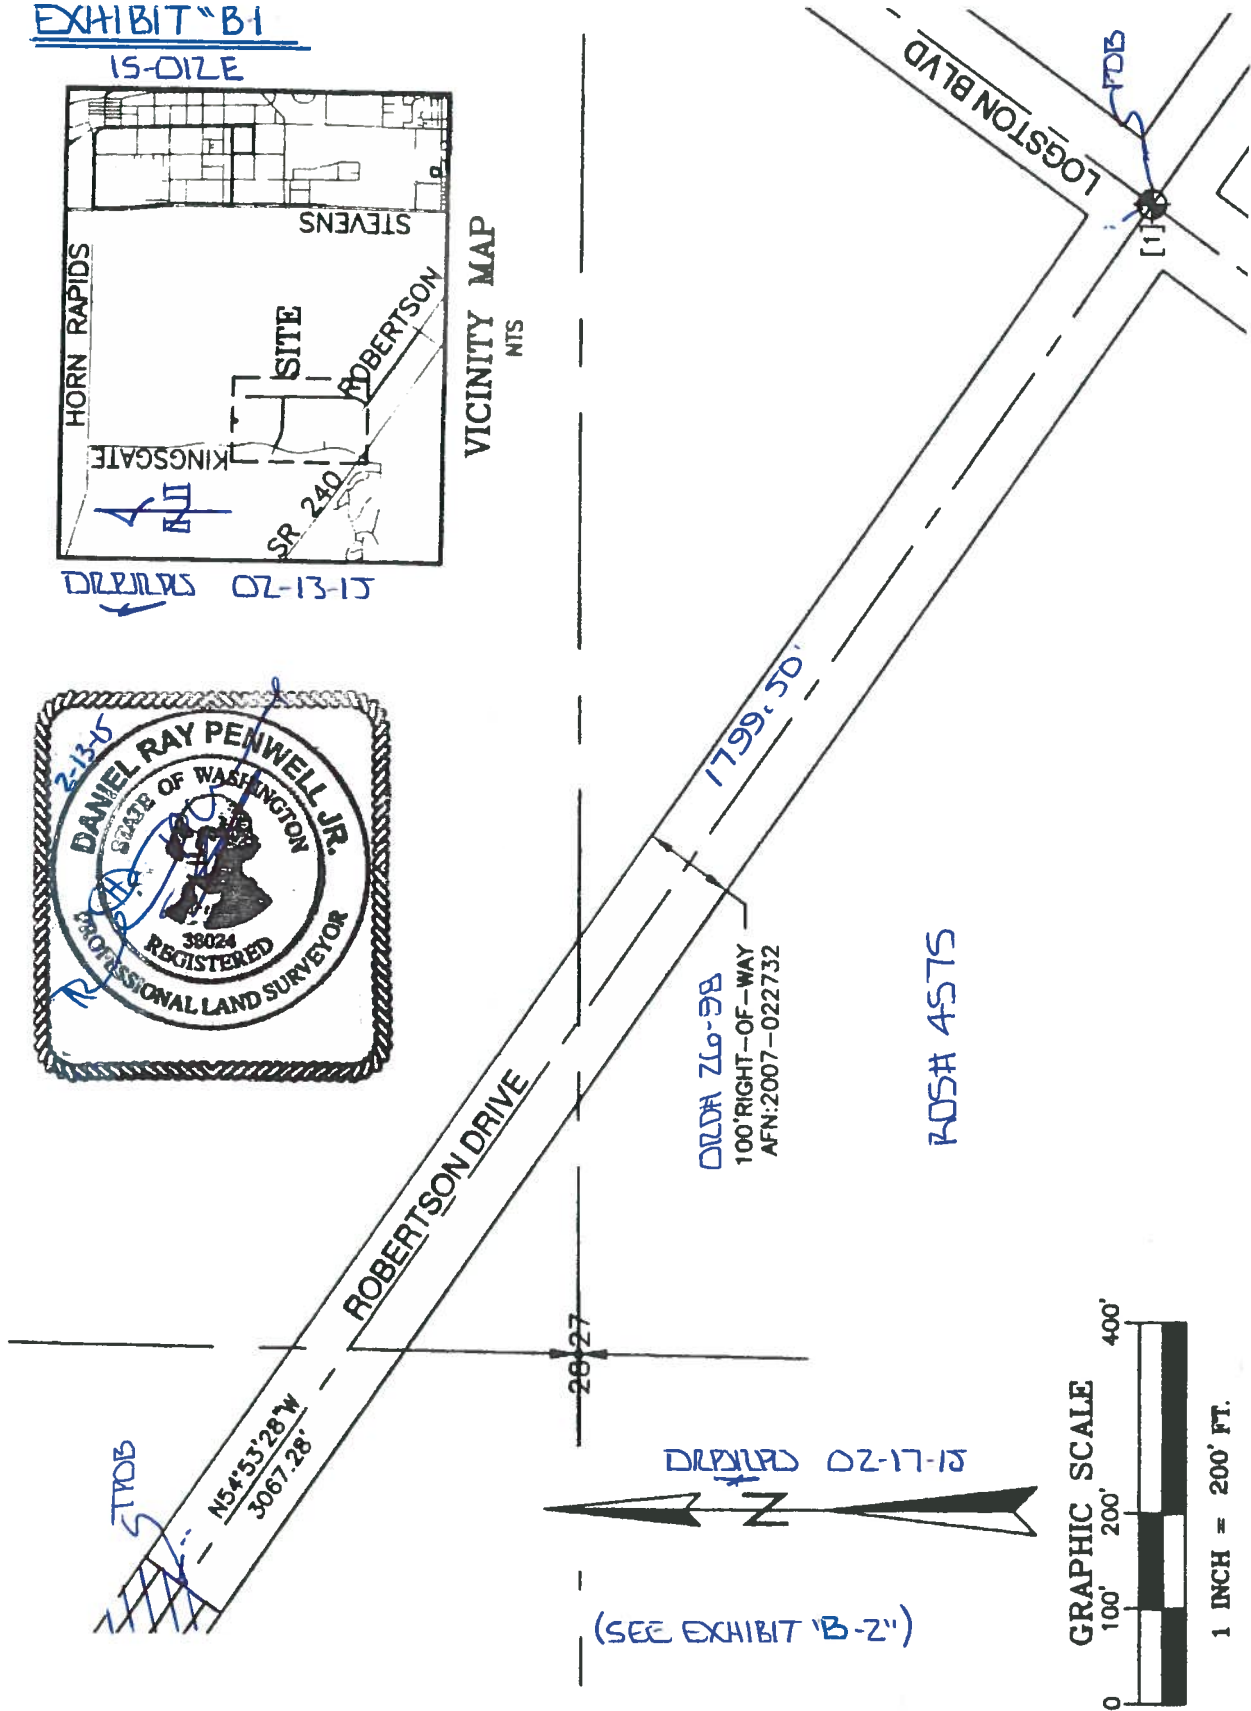 EXHIBIT "B-1
15-012E
HORN RAPIDS
STEVENS
KINGSGATE
SITE
ROBERTSON
SR 240
N
VICINITY MAP
NTS
02-13-15
2-13-15
DANIEL RAY PENWELL JR.
STATE OF WASHINGTON
38024
REGISTERED
PROFESSIONAL LAND SURVEYOR
LOGSTON BLVD
POB
[1]
1799.50'
ORD# 26-98
100'RIGHT-OF-WAY
AFN:2007-022732
ROS# 4575
ROBERTSON DRIVE
28 27
N54°53'28"W
3067.28'
STPOB
02-17-15
N
(SEE EXHIBIT "B-2")
GRAPHIC SCALE
0 100' 200' 400'
1 INCH = 200' FT.